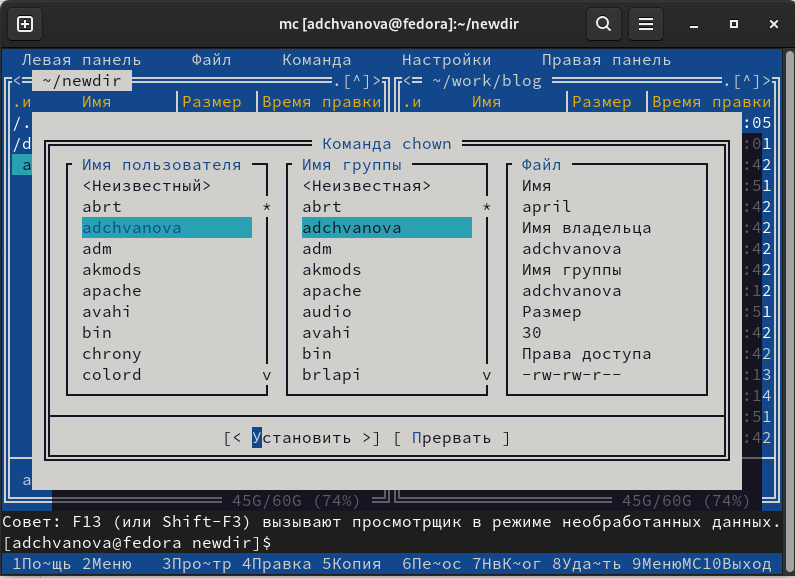 mc [adchvanova@fedora]:~/newdir
Левая панель Файл Команда Настройки Правая панель
<= ~/newdir .[^]> <= ~/work/blog .[^]>
.и Имя Размер Время правки .и Имя Размер Время правки
/. :05
Команда chown
/d :01
Имя пользователя Имя группы Файл
a :42
<Неизвестный> <Неизвестная> Имя :51
abrt * abrt * april :42
adchvanova adchvanova Имя владельца :42
adm adm adchvanova :42
akmods akmods Имя группы :42
apache apache adchvanova :12
avahi audio Размер :51
bin avahi 30 :42
chrony bin Права доступа :42
colord v brlapi v -rw-rw-r-- :13
:14
:51
[< Установить >] [ Прервать ] :42
a
45G/60G (74%) 45G/60G (74%)
Совет: F13 (или Shift-F3) вызывают просмотрщик в режиме необработанных данных.
[adchvanova@fedora newdir]$
1По~щь 2Меню 3Про~тр 4Правка 5Копия 6Пе~ос 7НвК~ог 8Уда~ть 9МенюMC10Выход